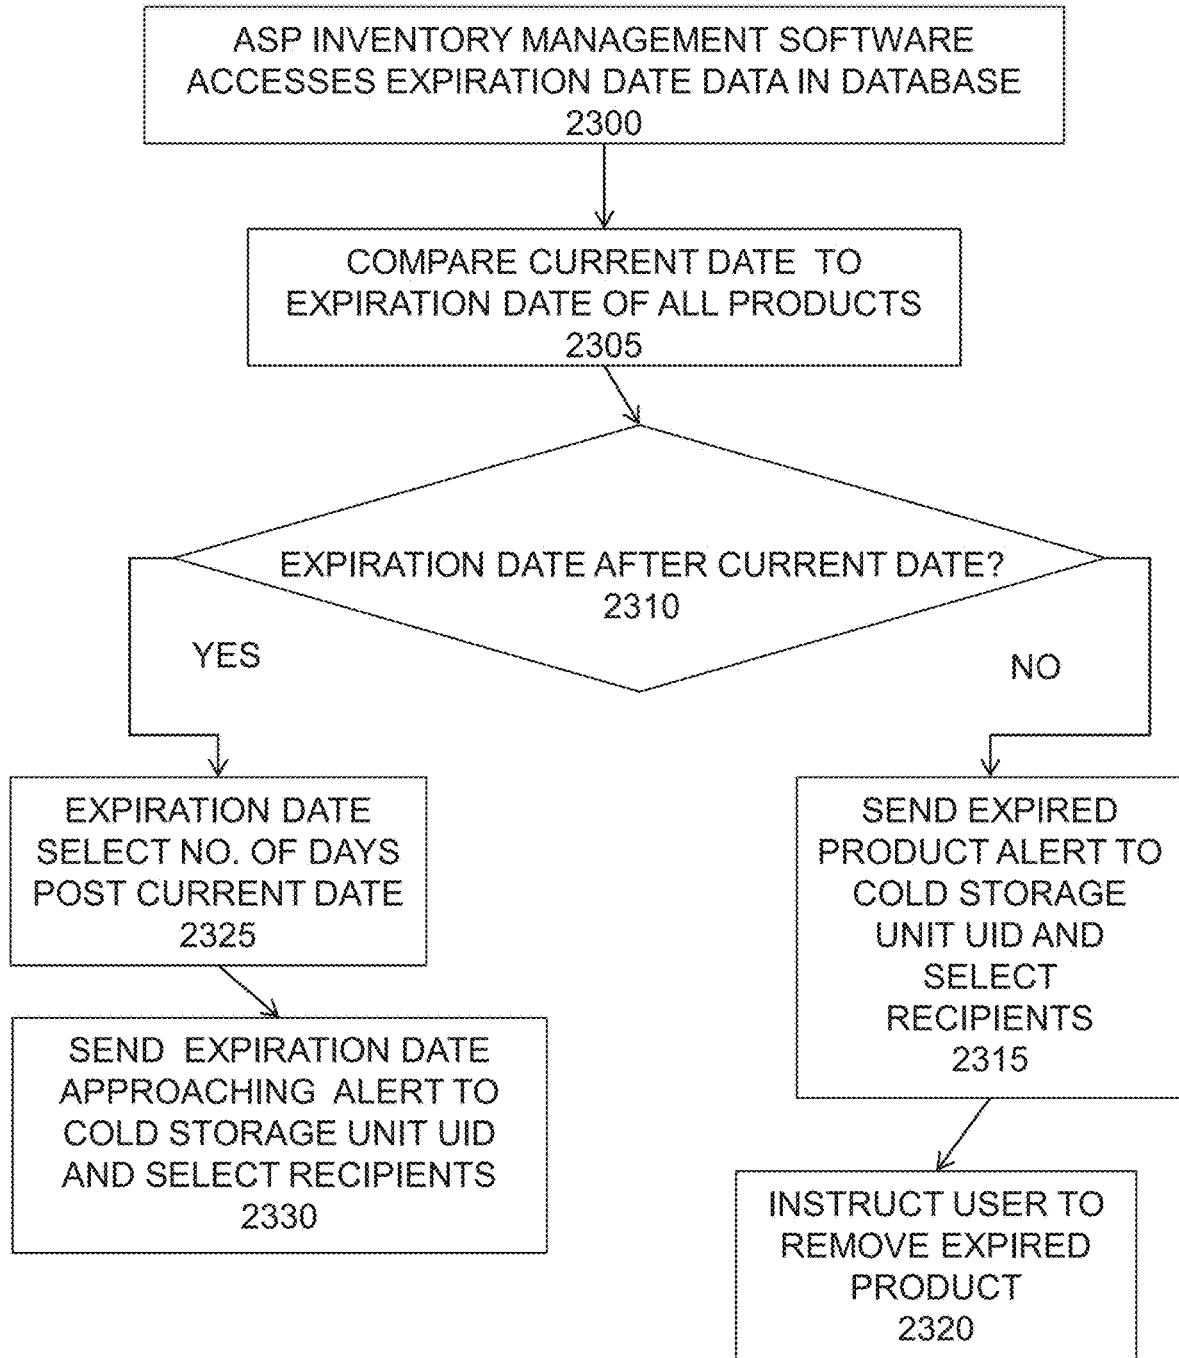 ASP INVENTORY MANAGEMENT SOFTWARE
ACCESSES EXPIRATION DATE DATA IN DATABASE
2300
COMPARE CURRENT DATE TO
EXPIRATION DATE OF ALL PRODUCTS
2305
EXPIRATION DATE AFTER CURRENT DATE?
2310
YES
NO
EXPIRATION DATE
SELECT NO. OF DAYS
POST CURRENT DATE
2325
SEND EXPIRATION DATE
APPROACHING ALERT TO
COLD STORAGE UNIT UID
AND SELECT RECIPIENTS
2330
SEND EXPIRED
PRODUCT ALERT TO
COLD STORAGE
UNIT UID AND
SELECT
RECIPIENTS
2315
INSTRUCT USER TO
REMOVE EXPIRED
PRODUCT
2320